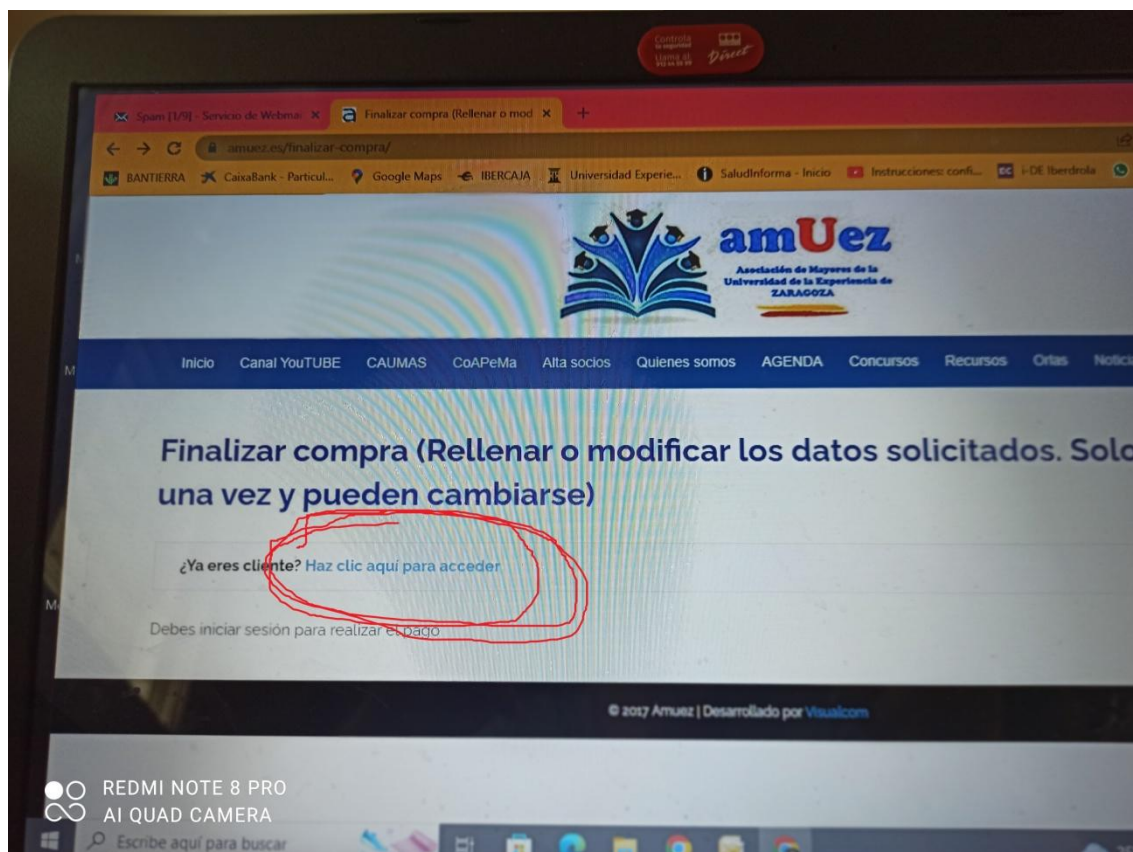 Controla
Llama al
Direct
Spam [1/9] - Servicio de Webmai
Finalizar compra (Rellenar o mod
amuez.es/finalizar-compra/
BANTIERRA CaixaBank - Particul... Google Maps IBERCAJA Universidad Experie... SaludInforma - Inicio Instrucciones: confi... i-DE Iberdrola
amUez
Asociación de Mayores de la
Universidad de la Experiencia de
ZARAGOZA
Inicio Canal YouTUBE CAUMAS CoAPeMa Alta socios Quienes somos AGENDA Concursos Recursos Orlas Noticia
Finalizar compra (Rellenar o modificar los datos solicitados. Solo
una vez y pueden cambiarse)
¿Ya eres cliente? Haz clic aquí para acceder
Debes iniciar sesión para realizar el pago
© 2017 Amuez | Desarrollado por Visualcom
REDMI NOTE 8 PRO
AI QUAD CAMERA
Escribe aquí para buscar